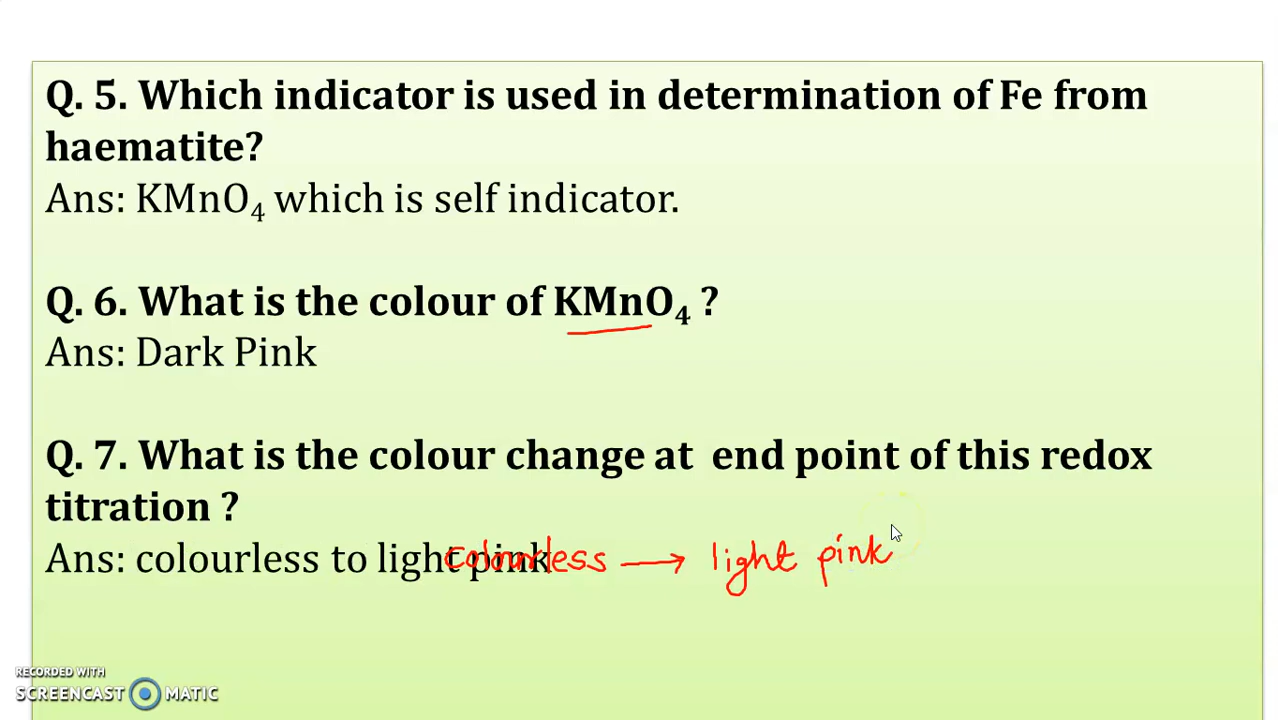 Q. 5. Which indicator is used in determination of Fe from
haematite?
Ans: KMnO₄ which is self indicator.
Q. 6. What is the colour of KMnO₄ ?
Ans: Dark Pink
Q. 7. What is the colour change at end point of this redox
titration ?
Ans: colourless to light pink
colourless → light pink
RECORDED WITH
SCREENCAST MATIC